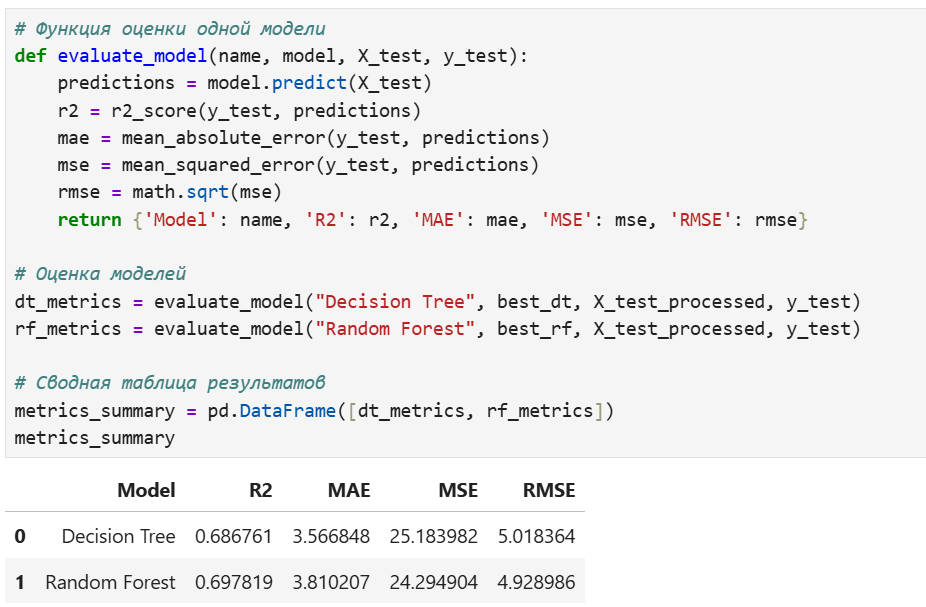 # Функция оценки одной модели
def evaluate_model(name, model, X_test, y_test):
    predictions = model.predict(X_test)
    r2 = r2_score(y_test, predictions)
    mae = mean_absolute_error(y_test, predictions)
    mse = mean_squared_error(y_test, predictions)
    rmse = math.sqrt(mse)
    return {'Model': name, 'R2': r2, 'MAE': mae, 'MSE': mse, 'RMSE': rmse}

# Оценка моделей
dt_metrics = evaluate_model("Decision Tree", best_dt, X_test_processed, y_test)
rf_metrics = evaluate_model("Random Forest", best_rf, X_test_processed, y_test)

# Сводная таблица результатов
metrics_summary = pd.DataFrame([dt_metrics, rf_metrics])
metrics_summary
Model R2 MAE MSE RMSE
0 Decision Tree 0.686761 3.566848 25.183982 5.018364
1 Random Forest 0.697819 3.810207 24.294904 4.928986